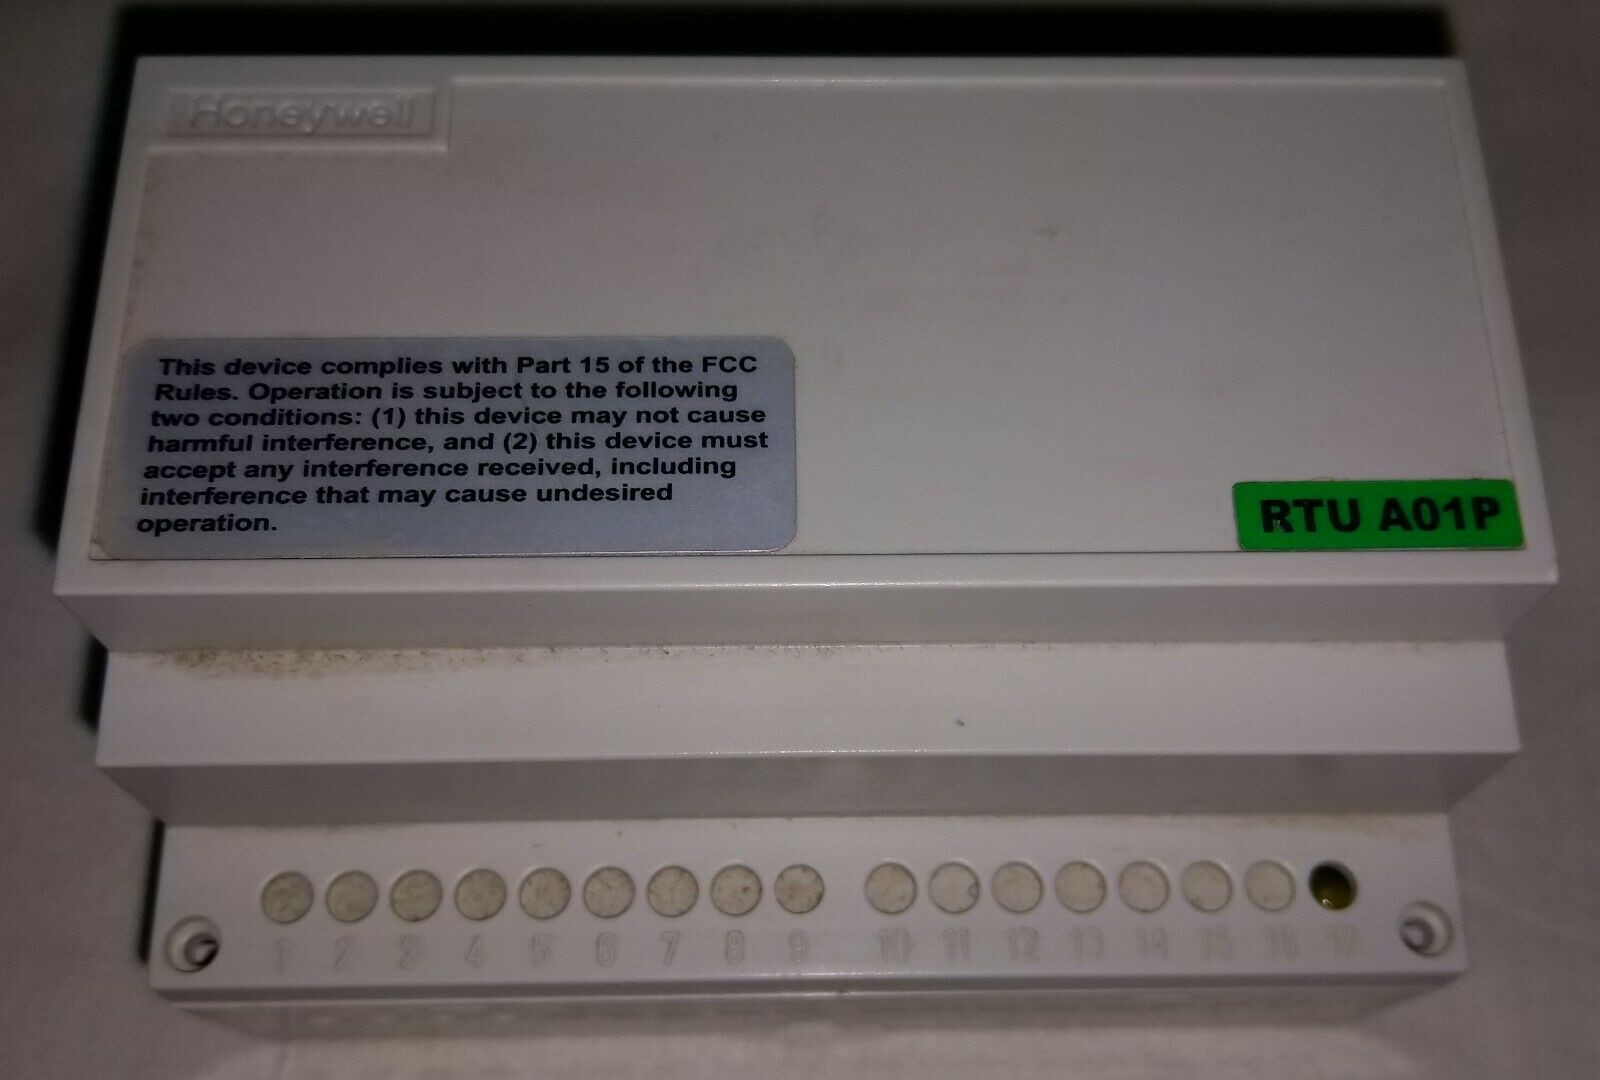 Honeywell
This device complies with Part 15 of the FCC
Rules. Operation is subject to the following
two conditions: (1) this device may not cause
harmful interference, and (2) this device must
accept any interference received, including
interference that may cause undesired
operation.
RTU A01P
1 2 3 4 5 6 7 8 9 10 11 12 13 14 15 16 17